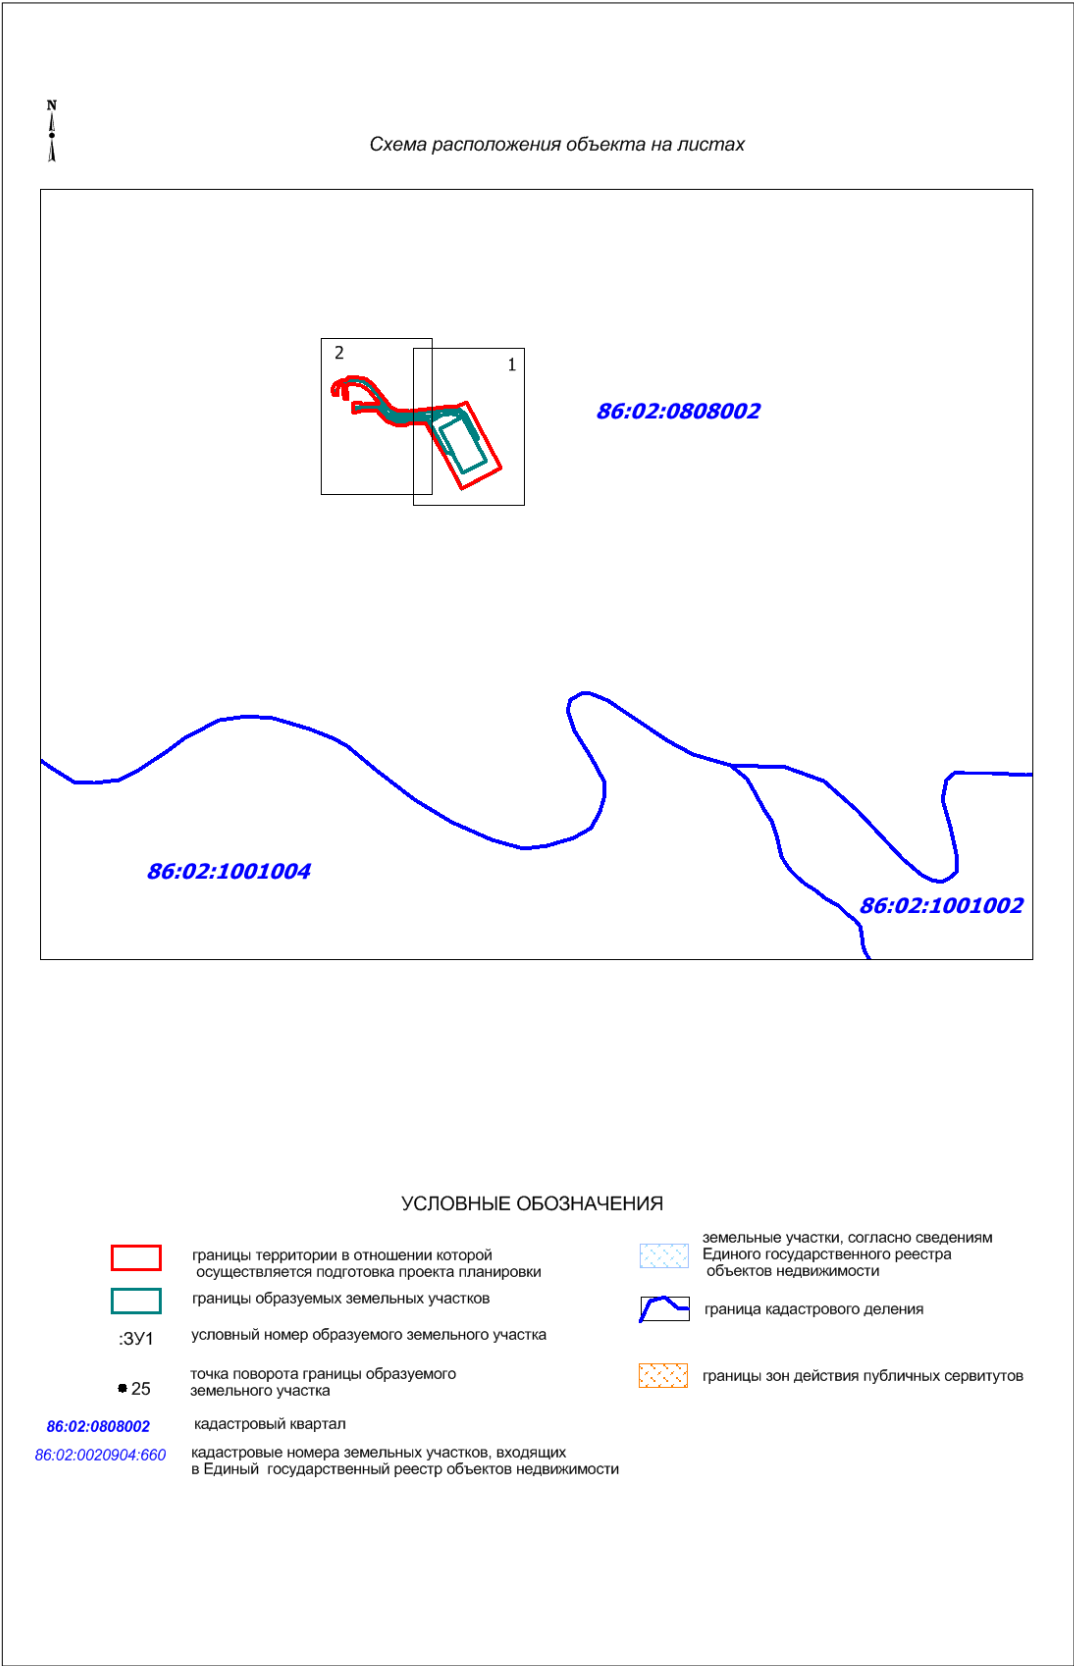 N
Схема расположения объекта на листах
2
1
86:02:0808002
86:02:1001004
86:02:1001002
УСЛОВНЫЕ ОБОЗНАЧЕНИЯ
границы территории в отношении которой
осуществляется подготовка проекта планировки
границы образуемых земельных участков
:ЗУ1
условный номер образуемого земельного участка
25
точка поворота границы образуемого
земельного участка
86:02:0808002
кадастровый квартал
86:02:0020904:660
кадастровые номера земельных участков, входящих
в Единый государственный реестр объектов недвижимости
земельные участки, согласно сведениям
Единого государственного реестра
объектов недвижимости
граница кадастрового деления
границы зон действия публичных сервитутов